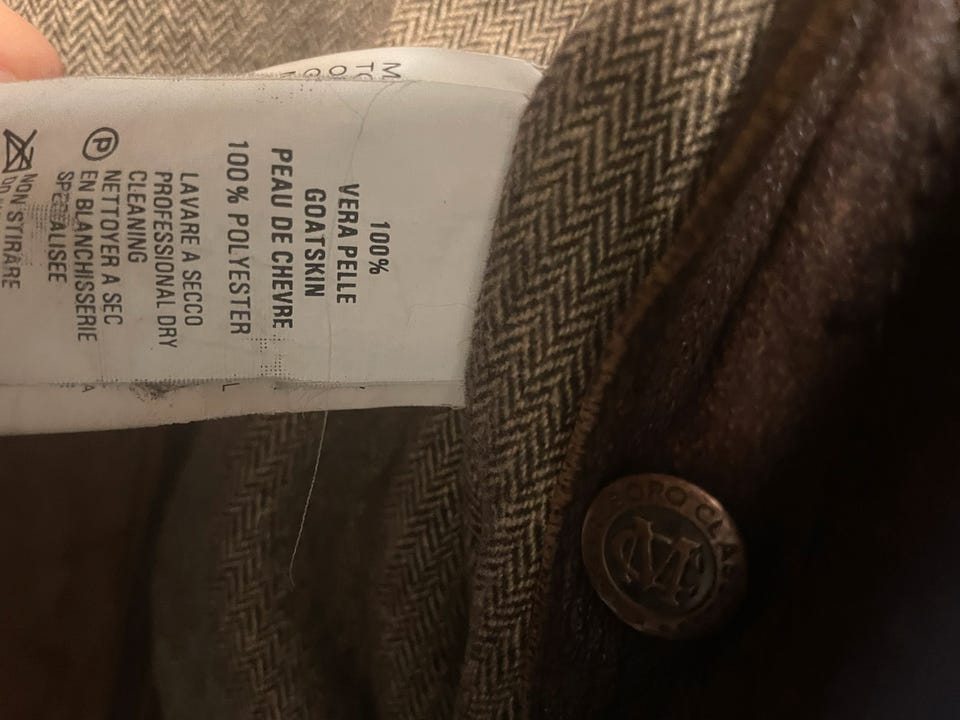 100%
VERA PELLE
GOATSKIN
PEAU DE CHEVRE
100% POLYESTER
LAVARE A SECCO
PROFESSIONAL DRY
CLEANING
NETTOYER A SEC
EN BLANCHISSERIE
SPECIALISEE
NON STIRARE
P